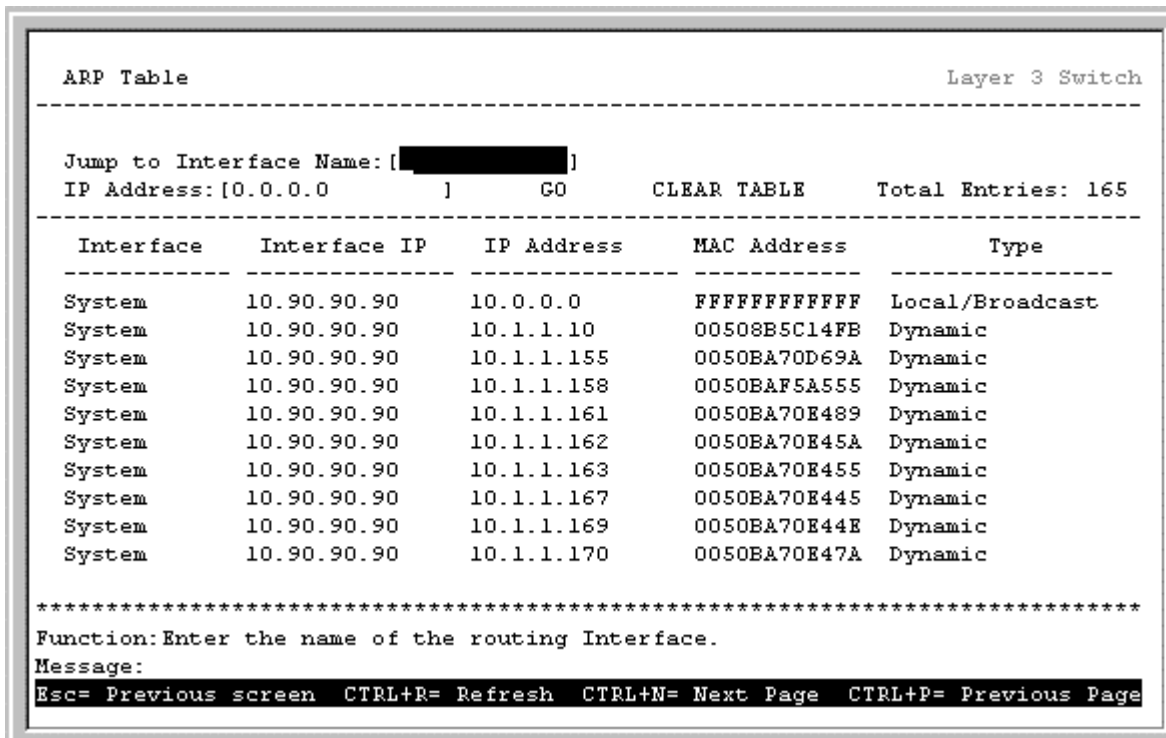 ARP Table Layer 3 Switch
--------------------------------------------------------------------------------
Jump to Interface Name:[ ]
IP Address:[0.0.0.0 ] GO CLEAR TABLE Total Entries: 165
--------------------------------------------------------------------------------
Interface Interface IP IP Address MAC Address Type
------------ --------------- --------------- ------------ ----------------
System 10.90.90.90 10.0.0.0 FFFFFFFFFFFF Local/Broadcast
System 10.90.90.90 10.1.1.10 00508B5C14FB Dynamic
System 10.90.90.90 10.1.1.155 0050BA70D69A Dynamic
System 10.90.90.90 10.1.1.158 0050BAF5A555 Dynamic
System 10.90.90.90 10.1.1.161 0050BA70E489 Dynamic
System 10.90.90.90 10.1.1.162 0050BA70E45A Dynamic
System 10.90.90.90 10.1.1.163 0050BA70E455 Dynamic
System 10.90.90.90 10.1.1.167 0050BA70E445 Dynamic
System 10.90.90.90 10.1.1.169 0050BA70E44E Dynamic
System 10.90.90.90 10.1.1.170 0050BA70E47A Dynamic
********************************************************************************
Function:Enter the name of the routing Interface.
Message:
Esc= Previous screen CTRL+R= Refresh CTRL+N= Next Page CTRL+P= Previous Page